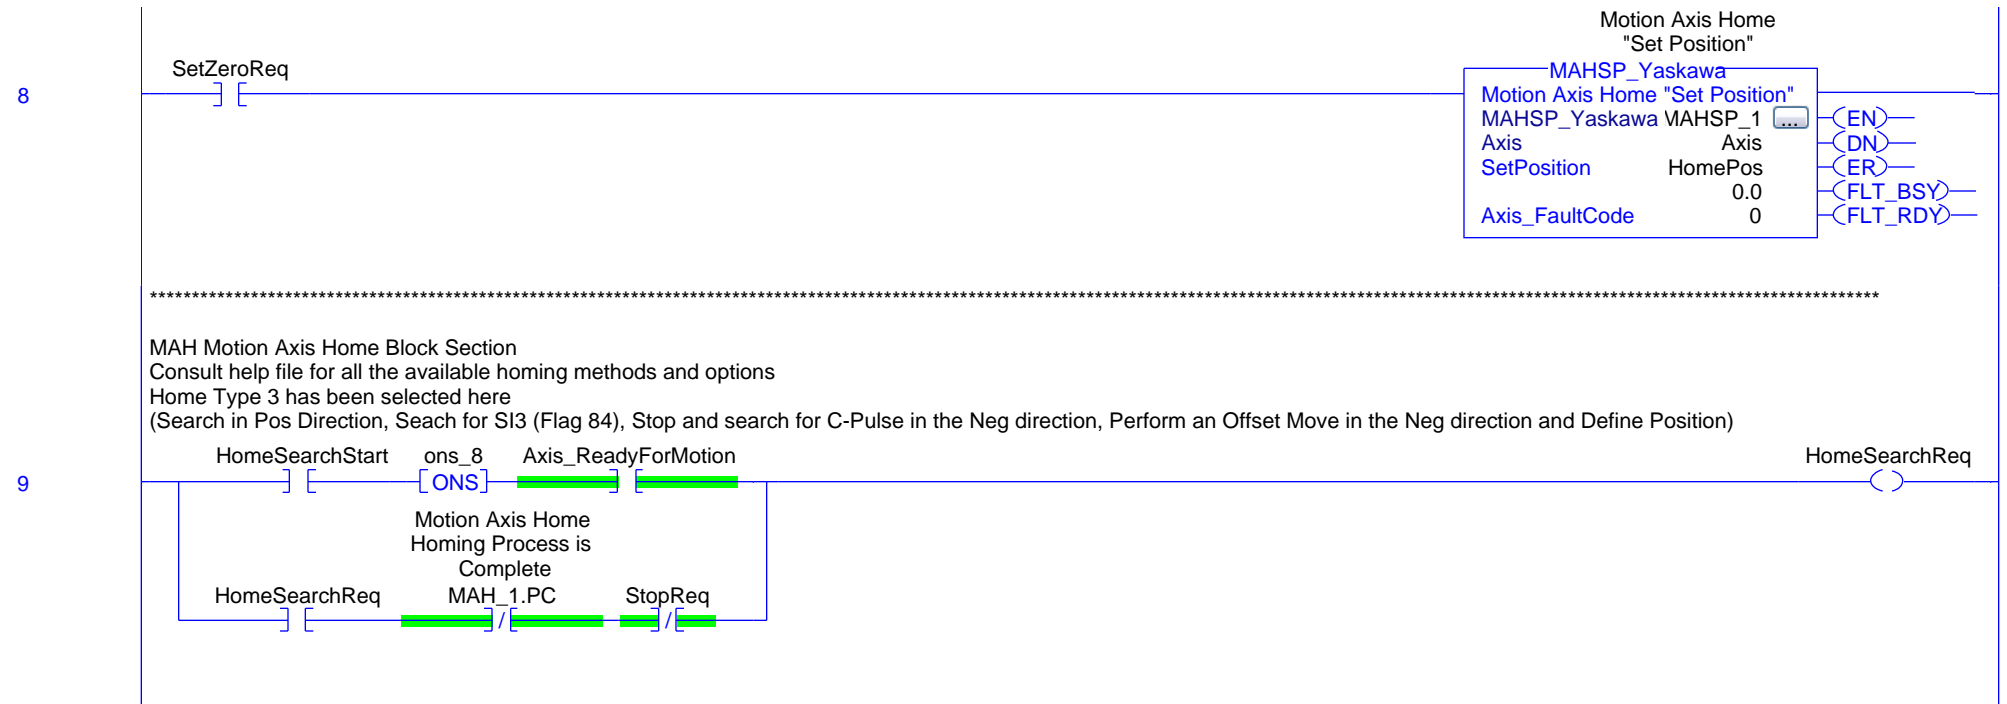 Motion Axis Home
"Set Position"
SetZeroReq
MAHSP_Yaskawa
8
Motion Axis Home "Set Position"
MAHSP_Yaskawa MAHSP_1 ...
EN
Axis Axis
DN
SetPosition HomePos
ER
0.0
FLT_BSY
Axis_FaultCode 0
FLT_RDY
****************************************************************************************************************************************************************************************************************
MAH Motion Axis Home Block Section
Consult help file for all the available homing methods and options
Home Type 3 has been selected here
(Search in Pos Direction, Seach for SI3 (Flag 84), Stop and search for C-Pulse in the Neg direction, Perform an Offset Move in the Neg direction and Define Position)
HomeSearchStart ons_8 Axis_ReadyForMotion HomeSearchReq
9
ONS
Motion Axis Home
Homing Process is
Complete
HomeSearchReq MAH_1.PC StopReq